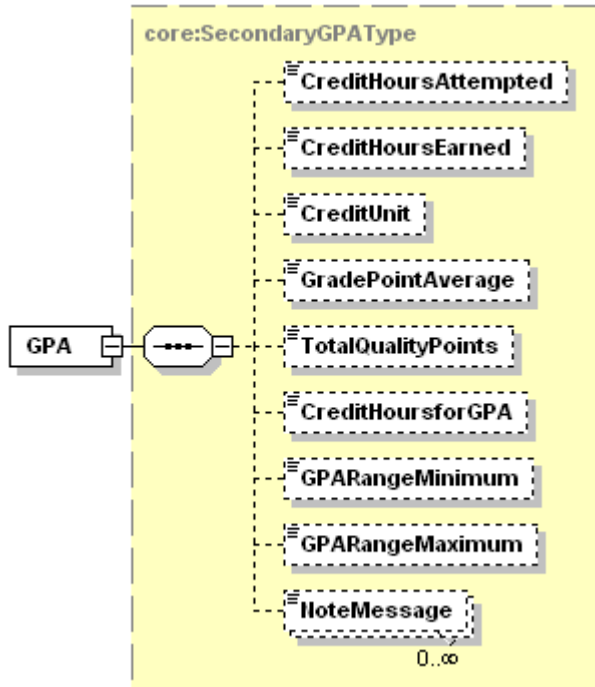 core:SecondaryGPAType
CreditHoursAttempted
CreditHoursEarned
CreditUnit
GradePointAverage
GPA
TotalQualityPoints
CreditHoursforGPA
GPARangeMinimum
GPARangeMaximum
NoteMessage
0..∞